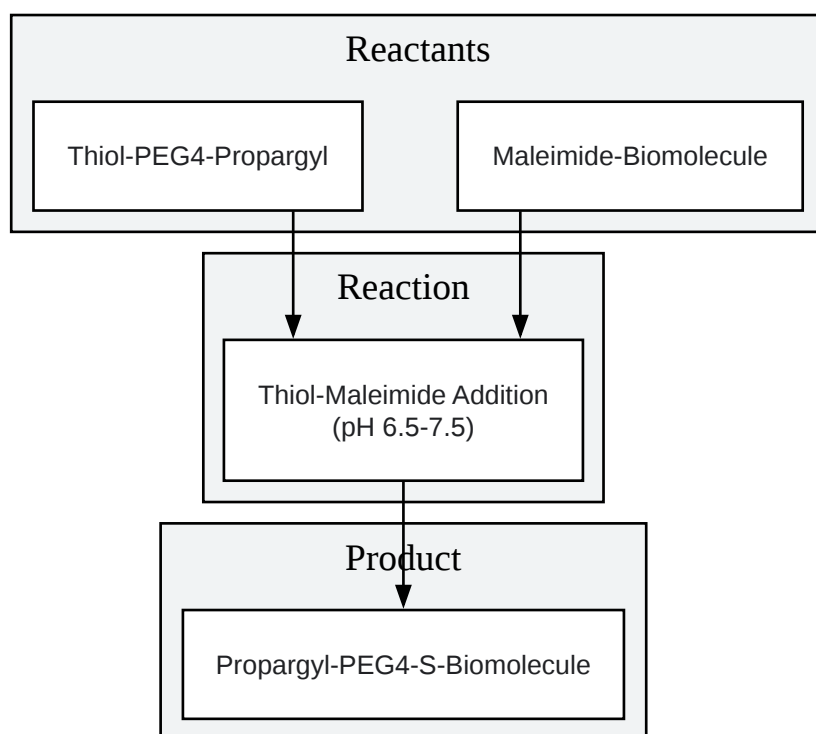 Reactants
Thiol-PEG4-Propargyl
Maleimide-Biomolecule
Reaction
Thiol-Maleimide Addition
(pH 6.5-7.5)
Product
Propargyl-PEG4-S-Biomolecule